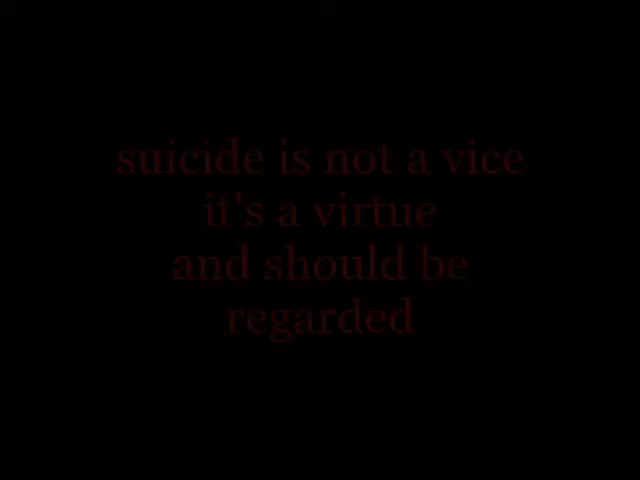 suicide is not a vice
it's a virtue
and should be
regarded